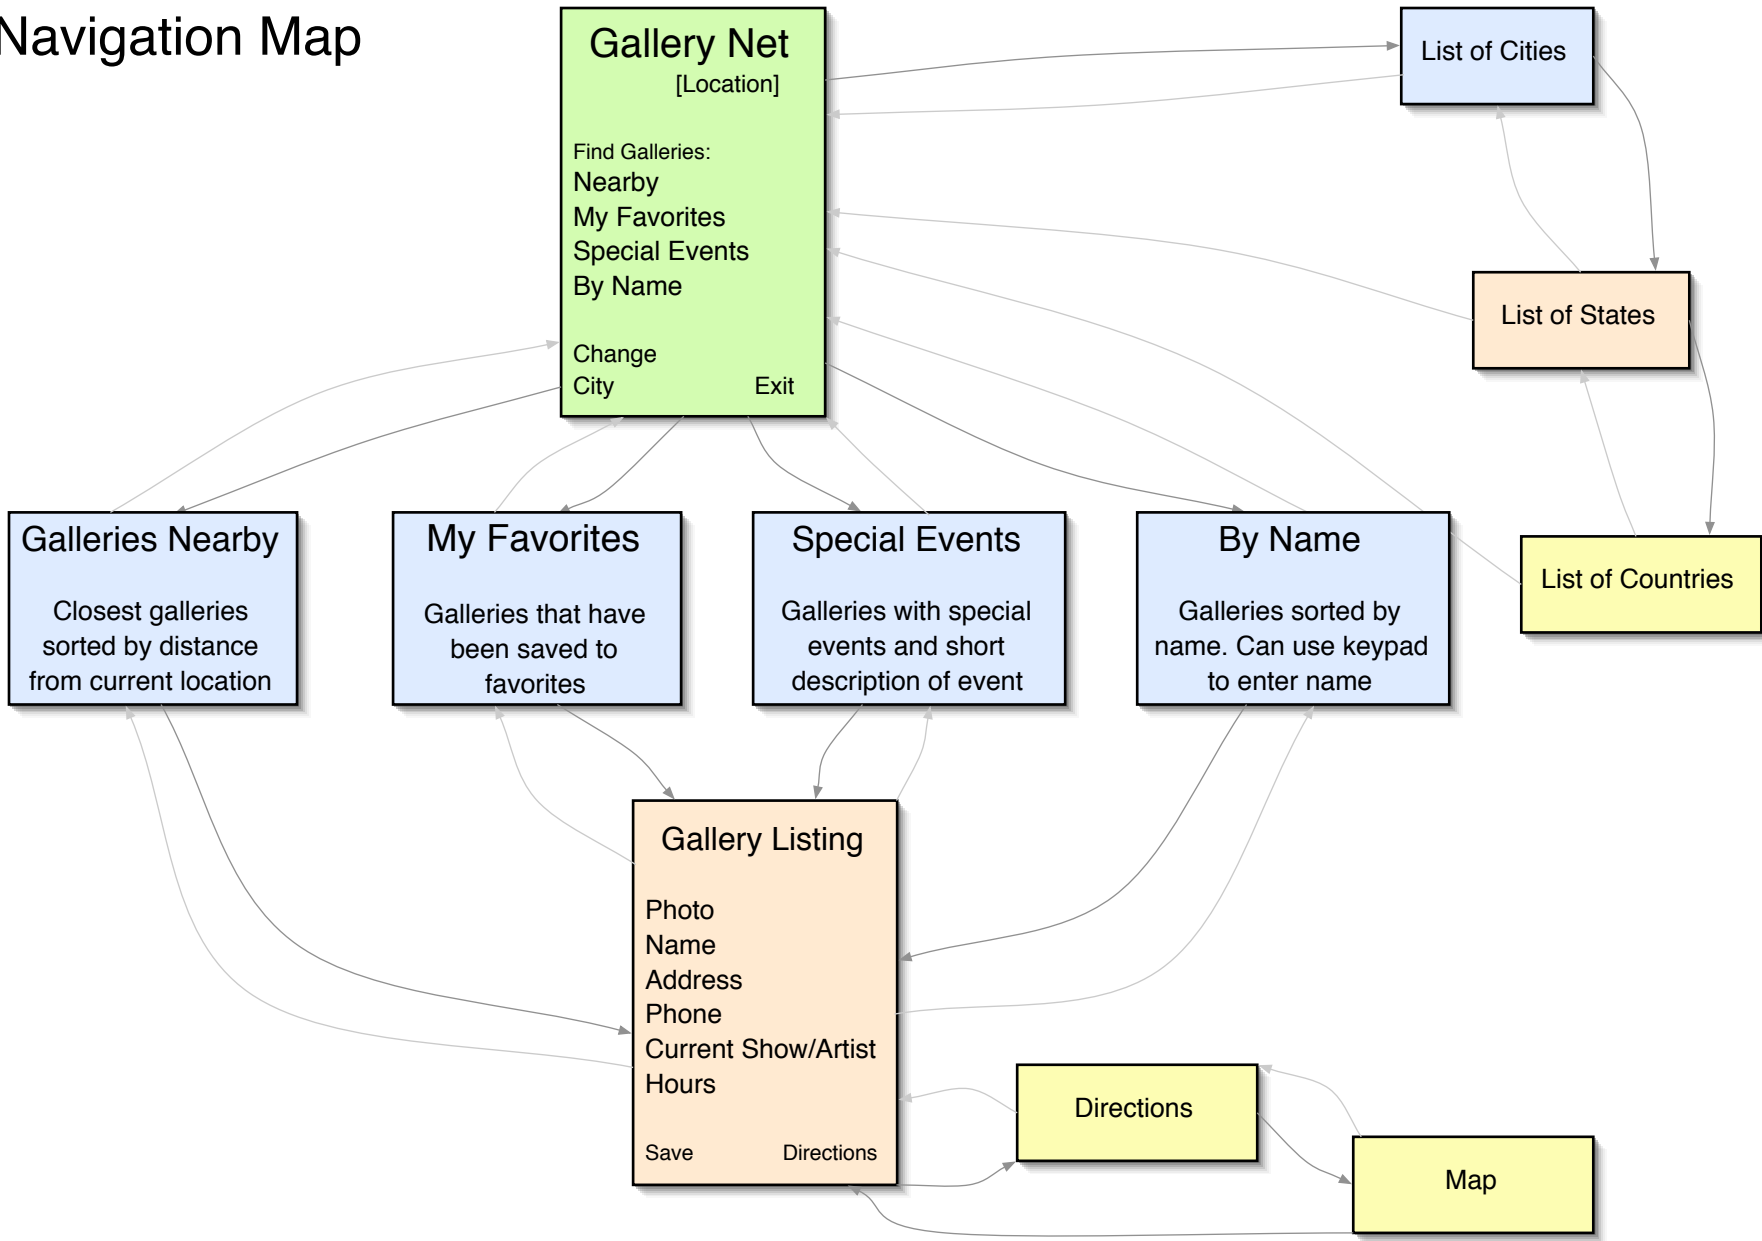 Navigation Map
Gallery Net
[Location]
Find Galleries:
Nearby
My Favorites
Special Events
By Name
Change
City
Exit
List of Cities
List of States
List of Countries
Galleries Nearby
Closest galleries
sorted by distance
from current location
My Favorites
Galleries that have
been saved to
favorites
Special Events
Galleries with special
events and short
description of event
By Name
Galleries sorted by
name. Can use keypad
to enter name
Gallery Listing
Photo
Name
Address
Phone
Current Show/Artist
Hours
Save
Directions
Directions
Map